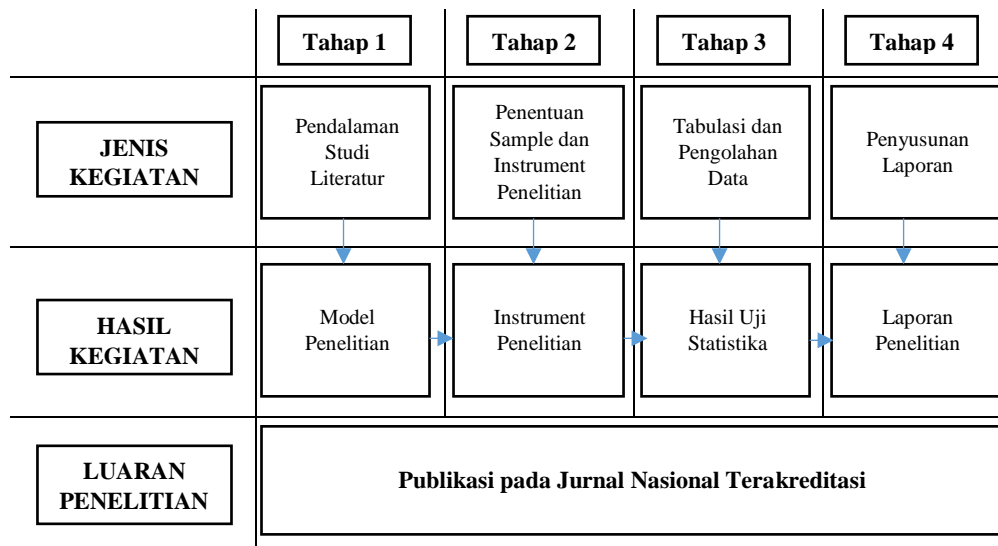 Tahap 1
Tahap 2
Tahap 3
Tahap 4
JENIS
KEGIATAN
Pendalaman
Studi
Literatur
Penentuan
Sample dan
Instrument
Penelitian
Tabulasi dan
Pengolahan
Data
Penyusunan
Laporan
HASIL
KEGIATAN
Model
Penelitian
Instrument
Penelitian
Hasil Uji
Statistika
Laporan
Penelitian
LUARAN
PENELITIAN
Publikasi pada Jurnal Nasional Terakreditasi